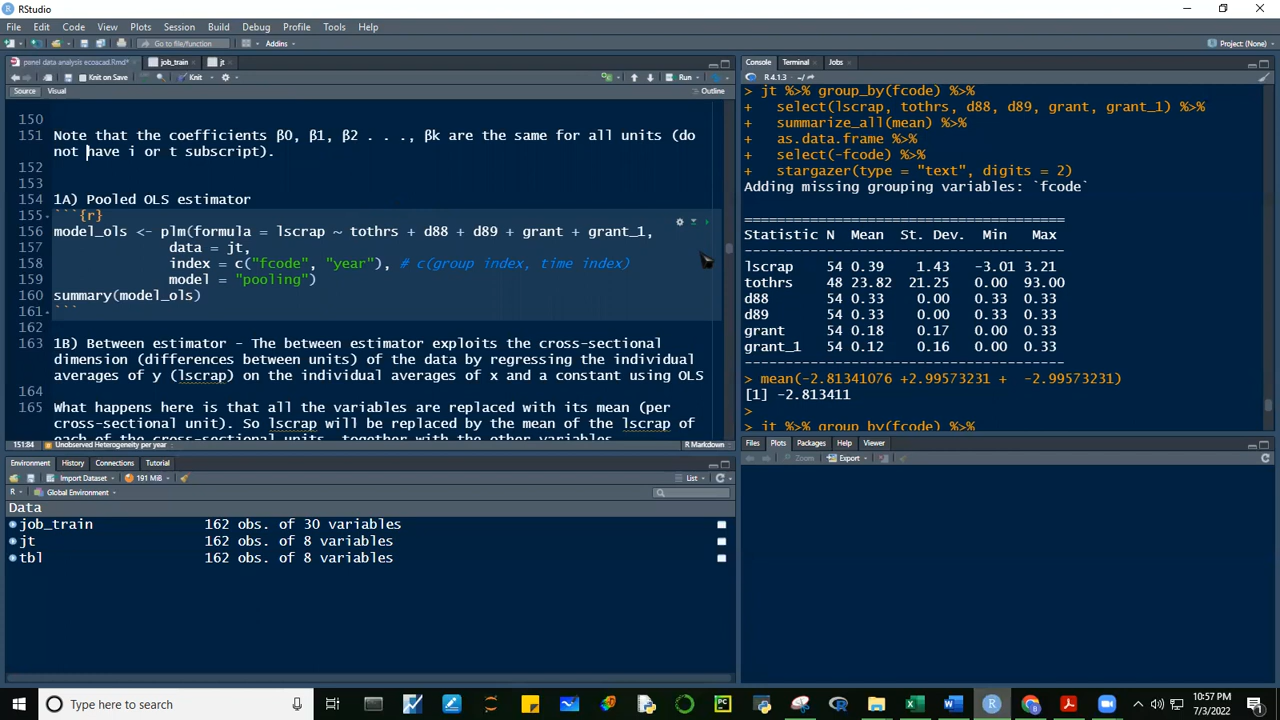 RStudio
File Edit Code View Plots Session Build Debug Profile Tools Help
Go to file/function Addins Project: (None)
panel data analysis ecoacad.Rmd* job_train jt
Knit on Save Knit Run
Source Visual Outline
150
151 Note that the coefficients β0, β1, β2 . . ., βk are the same for all units (do
not have i or t subscript).
152
153
154 1A) Pooled OLS estimator
155 ```{r}
156 model_ols <- plm(formula = lscrap ~ tothrs + d88 + d89 + grant + grant_1,
157 data = jt,
158 index = c("fcode", "year"), # c(group index, time index)
159 model = "pooling")
160 summary(model_ols)
161 ```
162
163 1B) Between estimator - The between estimator exploits the cross-sectional
dimension (differences between units) of the data by regressing the individual
averages of y (lscrap) on the individual averages of x and a constant using OLS
164
165 What happens here is that all the variables are replaced with its mean (per
cross-sectional unit). So lscrap will be replaced by the mean of the lscrap of
each of the cross-sectional units, together with the other variables
151:84 Unobserved Heterogeneity per year R Markdown
Console Terminal Jobs
R 4.1.3 · ~/
> jt %>% group_by(fcode) %>%
+ select(lscrap, tothrs, d88, d89, grant, grant_1) %>%
+ summarize_all(mean) %>%
+ as.data.frame %>%
+ select(-fcode) %>%
+ stargazer(type = "text", digits = 2)
Adding missing grouping variables: `fcode`
=========================================
Statistic N Mean St. Dev. Min Max
-----------------------------------------
lscrap 54 0.39 1.43 -3.01 3.21
tothrs 48 23.82 21.25 0.00 93.00
d88 54 0.33 0.00 0.33 0.33
d89 54 0.33 0.00 0.33 0.33
grant 54 0.18 0.17 0.00 0.33
grant_1 54 0.12 0.16 0.00 0.33
-----------------------------------------
> mean(-2.81341076 +2.99573231 + -2.99573231)
[1] -2.813411
>
> jt %>% group_by(fcode) %>%
Environment History Connections Tutorial
Import Dataset 191 MiB List
R Global Environment
Data
job_train 162 obs. of 30 variables
jt 162 obs. of 8 variables
tbl 162 obs. of 8 variables
Files Plots Packages Help Viewer
Zoom Export
Type here to search
10:57 PM
7/3/2022